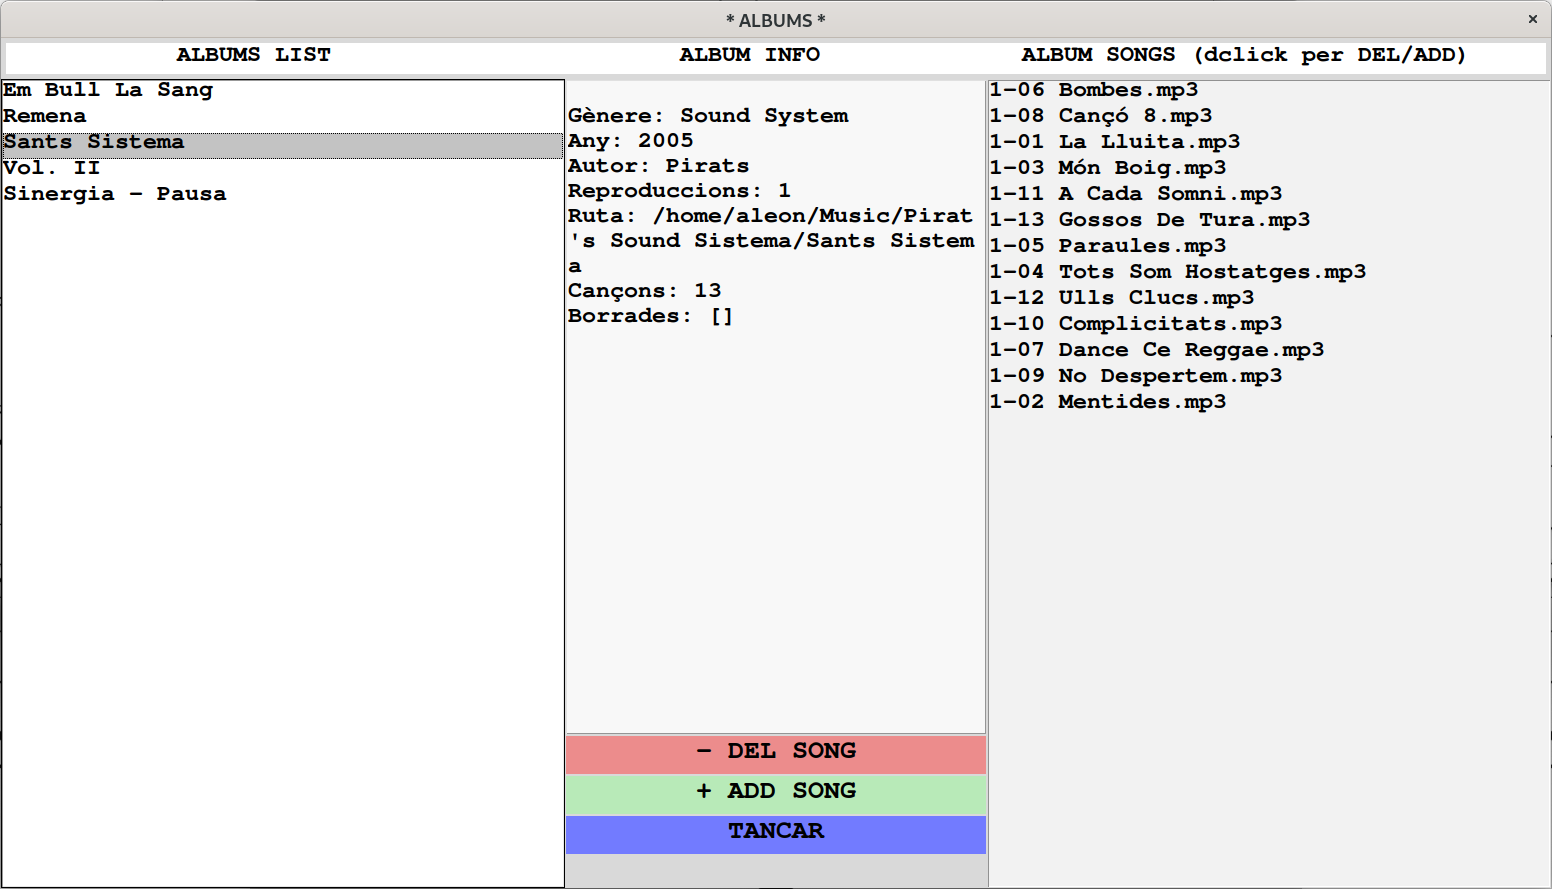 * ALBUMS *
×
ALBUMS LIST
ALBUM INFO
ALBUM SONGS (dclick per DEL/ADD)
Em Bull La Sang
Remena
Sants Sistema
Vol. II
Sinergia - Pausa
Gènere: Sound System
Any: 2005
Autor: Pirats
Reproduccions: 1
Ruta: /home/aleon/Music/Pirat
's Sound Sistema/Sants Sistem
a
Cançons: 13
Borrades: []
- DEL SONG
+ ADD SONG
TANCAR
1-06 Bombes.mp3
1-08 Cançó 8.mp3
1-01 La Lluita.mp3
1-03 Món Boig.mp3
1-11 A Cada Somni.mp3
1-13 Gossos De Tura.mp3
1-05 Paraules.mp3
1-04 Tots Som Hostatges.mp3
1-12 Ulls Clucs.mp3
1-10 Complicitats.mp3
1-07 Dance Ce Reggae.mp3
1-09 No Despertem.mp3
1-02 Mentides.mp3